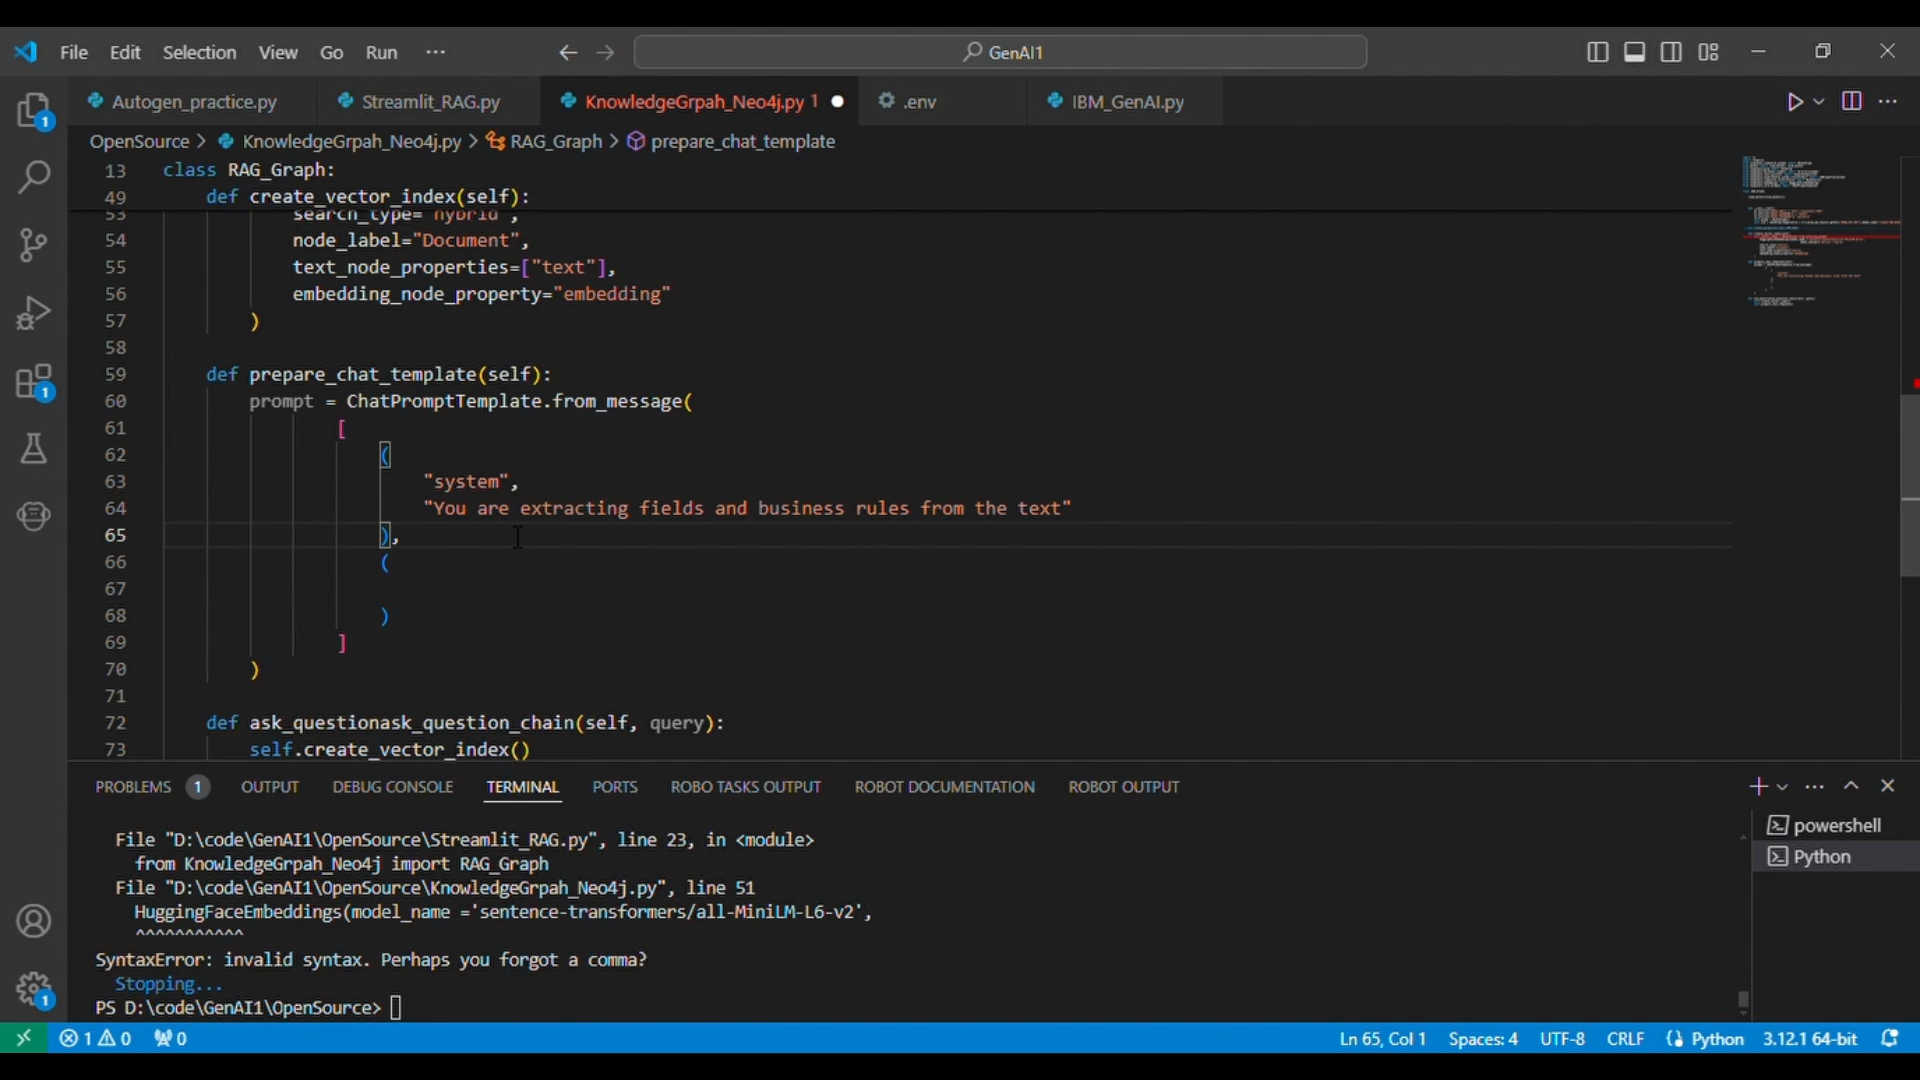 File Edit Selection View Go Run ··· GenAI1
Autogen_practice.py Streamlit_RAG.py KnowledgeGrpah_Neo4j.py 1 .env IBM_GenAI.py
OpenSource > KnowledgeGrpah_Neo4j.py > RAG_Graph > prepare_chat_template
13 class RAG_Graph:
49 def create_vector_index(self):
53 search_type="hybrid",
54 node_label="Document",
55 text_node_properties=["text"],
56 embedding_node_property="embedding"
57 )
58
59 def prepare_chat_template(self):
60 prompt = ChatPromptTemplate.from_message(
61 [
62 (
63 "system",
64 "You are extracting fields and business rules from the text"
65 ),
66 (
67
68 )
69 ]
70 )
71
72 def ask_questionask_question_chain(self, query):
73 self.create_vector_index()
PROBLEMS 1 OUTPUT DEBUG CONSOLE TERMINAL PORTS ROBO TASKS OUTPUT ROBOT DOCUMENTATION ROBOT OUTPUT
File "D:\code\GenAI1\OpenSource\Streamlit_RAG.py", line 23, in <module>
from KnowledgeGrpah_Neo4j import RAG_Graph
File "D:\code\GenAI1\OpenSource\KnowledgeGrpah_Neo4j.py", line 51
HuggingFaceEmbeddings(model_name ='sentence-transformers/all-MiniLM-L6-v2',
^^^^^^^^^^^
SyntaxError: invalid syntax. Perhaps you forgot a comma?
Stopping...
PS D:\code\GenAI1\OpenSource>
powershell
Python
1 0 0 Ln 65, Col 1 Spaces: 4 UTF-8 CRLF Python 3.12.1 64-bit